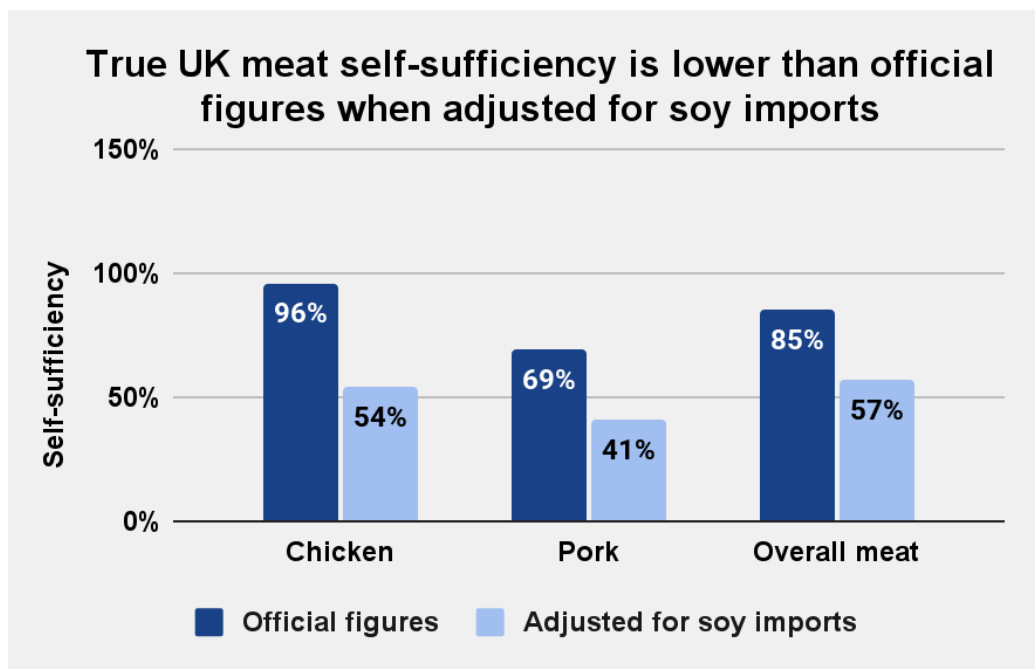 True UK meat self-sufficiency is lower than official
figures when adjusted for soy imports
150%
100%
50%
0%
Self-sufficiency
96%
54%
69%
41%
85%
57%
Chicken
Pork
Overall meat
Official figures
Adjusted for soy imports